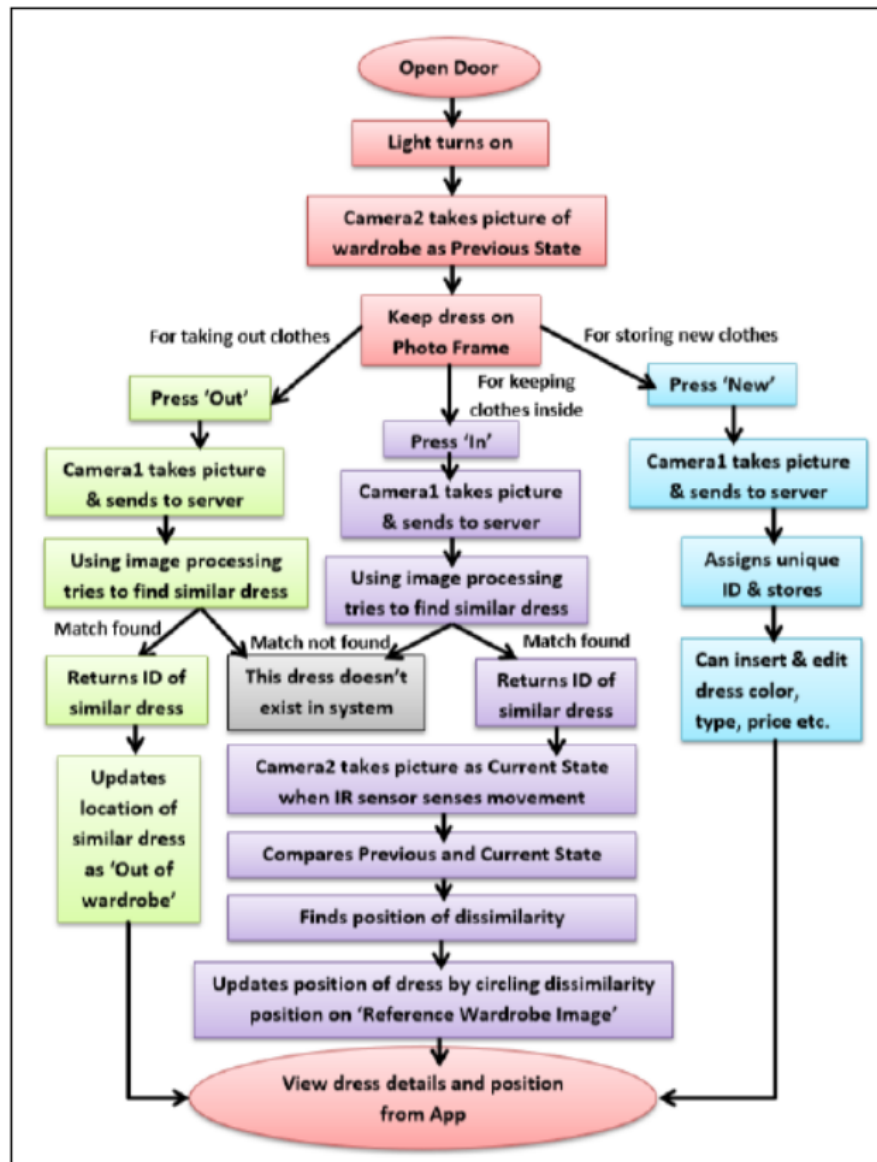 Open Door
Light turns on
Camera2 takes picture of
wardrobe as Previous State
Keep dress on
Photo Frame
For taking out clothes
For keeping
clothes inside
For storing new clothes
Press ‘Out’
Camera1 takes picture
& sends to server
Using image processing
tries to find similar dress
Match found
Match not found
Returns ID of
similar dress
This dress doesn’t
exist in system
Updates
location of
similar dress
as ‘Out of
wardrobe’
Press ‘In’
Camera1 takes picture
& sends to server
Using image processing
tries to find similar dress
Match found
Returns ID of
similar dress
Camera2 takes picture as Current State
when IR sensor senses movement
Compares Previous and Current State
Finds position of dissimilarity
Updates position of dress by circling dissimilarity
position on ‘Reference Wardrobe Image’
Press ‘New’
Camera1 takes picture
& sends to server
Assigns unique
ID & stores
Can insert & edit
dress color,
type, price etc.
View dress details and position
from App